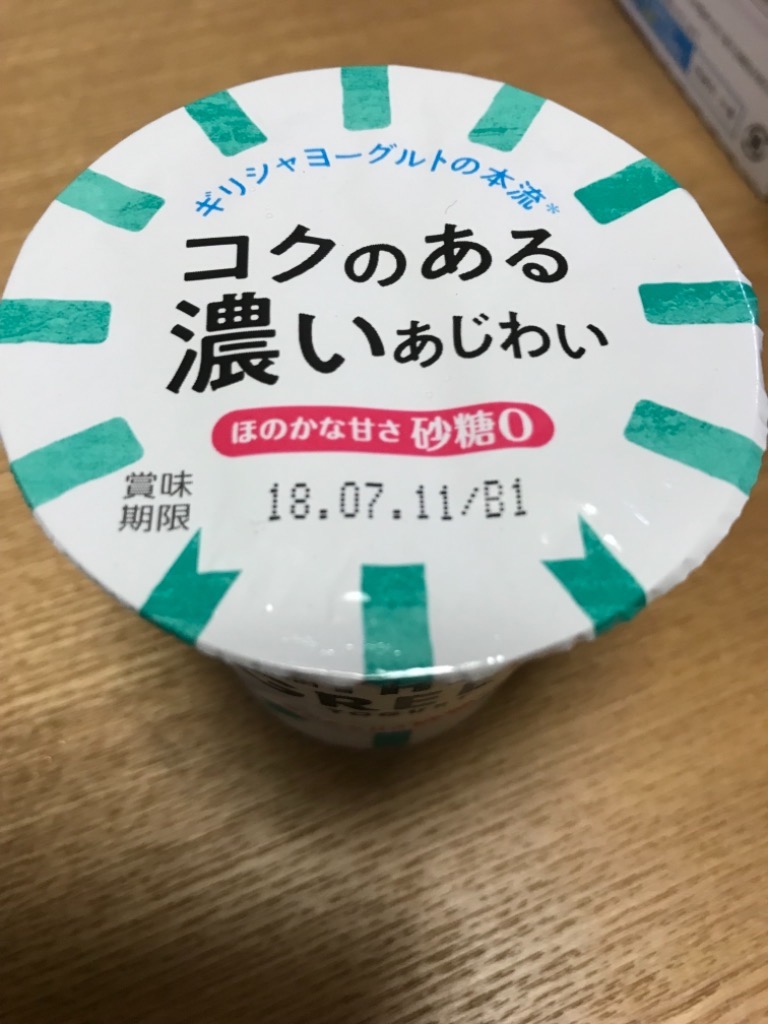 ギリシャヨーグルトの本流*
コクのある
濃いあじわい
ほのかな甘さ 砂糖0
賞味
期限
18.07.11/B1